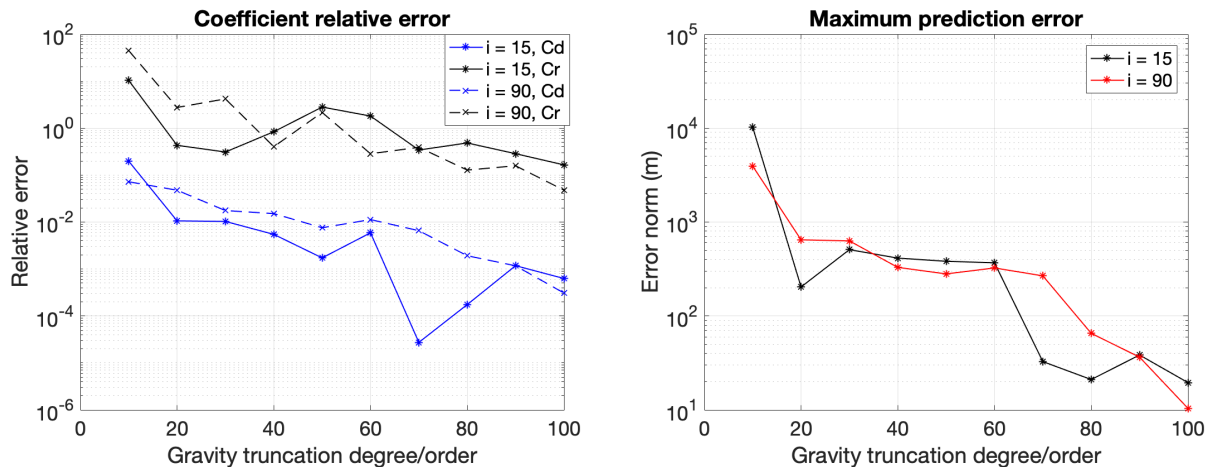 Coefficient relative error
10^2
10^0
10^-2
10^-4
10^-6
Relative error
i = 15, Cd
i = 15, Cr
i = 90, Cd
i = 90, Cr
0 20 40 60 80 100
Gravity truncation degree/order
Maximum prediction error
10^5
10^4
10^3
10^2
10^1
Error norm (m)
i = 15
i = 90
0 20 40 60 80 100
Gravity truncation degree/order